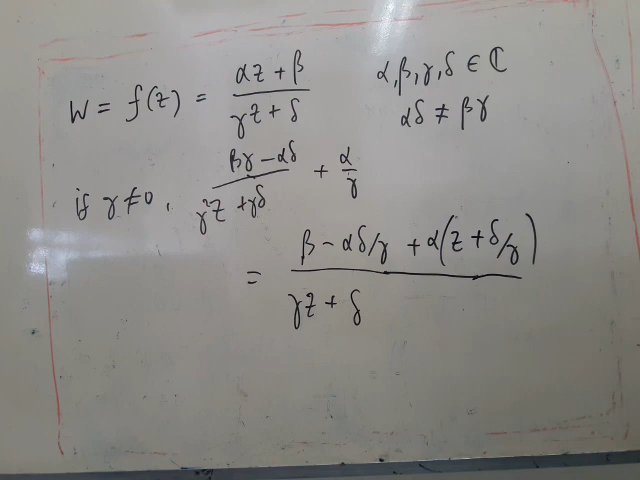 W = f(z) = (αz + β)/(γz + δ)    α, β, γ, δ ∈ ℂ
αδ ≠ βγ
if γ ≠ 0, (βγ − αδ)/(γ²z + γδ) + α/γ
= (β − αδ/γ + α(z + δ/γ))/(γz + δ)